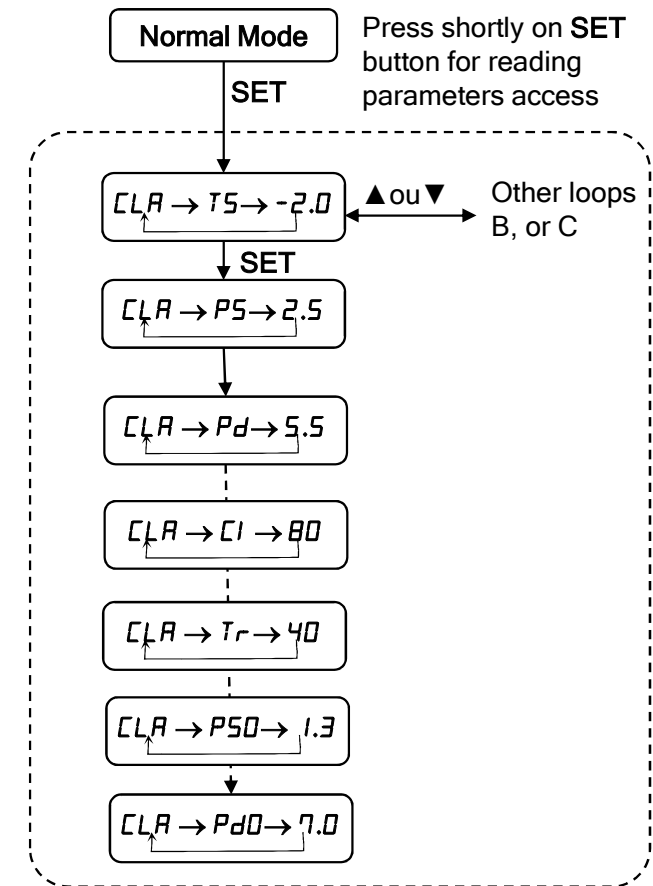 Normal Mode
Press shortly on SET
button for reading
parameters access
SET
CLA → TS → -2.0
▲ ou ▼
Other loops
B, or C
SET
CLA → PS → 2.5
CLA → Pd → 5.5
CLA → C1 → 80
CLA → Tr → 40
CLA → PS0 → 1.3
CLA → Pd0 → 7.0